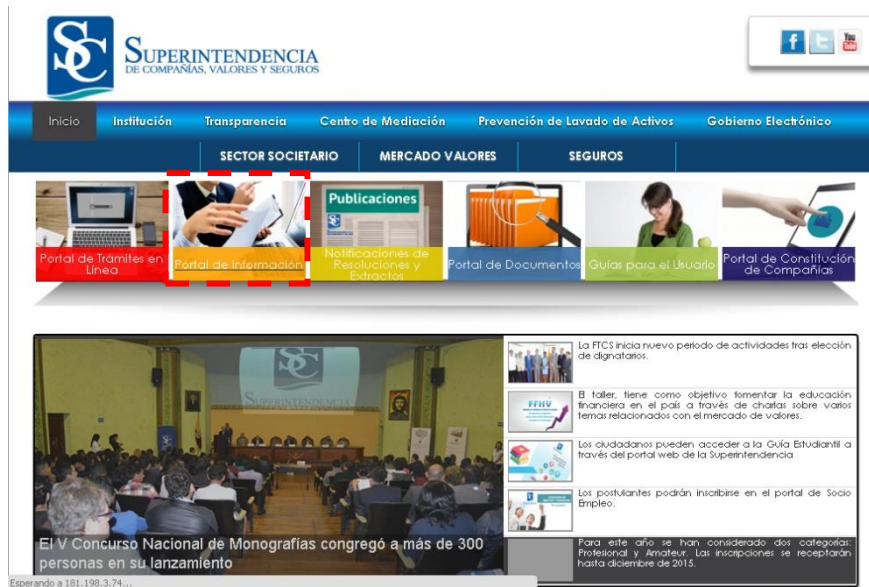 SUPERINTENDENCIA
DE COMPAÑÍAS, VALORES Y SEGUROS
f
You
Tube
Inicio
Institución
Transparencia
Centro de Mediación
Prevención de Lavado de Activos
Gobierno Electrónico
SECTOR SOCIETARIO
MERCADO VALORES
SEGUROS
Portal de Trámites en
Línea
Portal de Información
Publicaciones
Notificaciones de
Resoluciones y
Extractos
Portal de Documentos
Guías para el Usuario
Portal de Constitución
de Compañías
SUPERINTENDENCIA
El V Concurso Nacional de Monografías congregó a más de 300
personas en su lanzamiento
La FTCS inicia nuevo periodo de actividades tras elección
de dignatarios.
El taller, tiene como objetivo fomentar la educación
financiera en el país a través de charlas sobre varios
temas relacionados con el mercado de valores.
Los ciudadanos pueden acceder a la Guía Estudiantil a
través del portal web de la Superintendencia
Los postulantes podrán inscribirse en el portal de Socio
Empleo.
Para este año se han considerado dos categorías:
Profesional y Amateur. Las inscripciones se receptarán
hasta diciembre de 2015.
Esperando a 181.198.3.74...